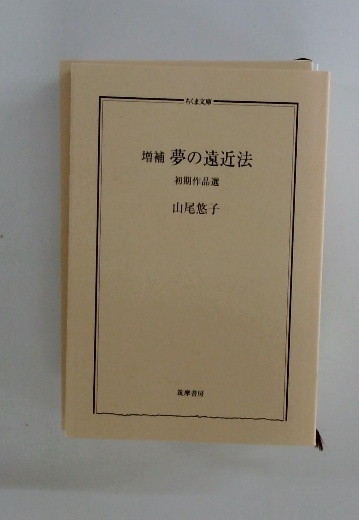 ちくま文庫
増補 夢の遠近法
初期作品選
山尾悠子
筑摩書房